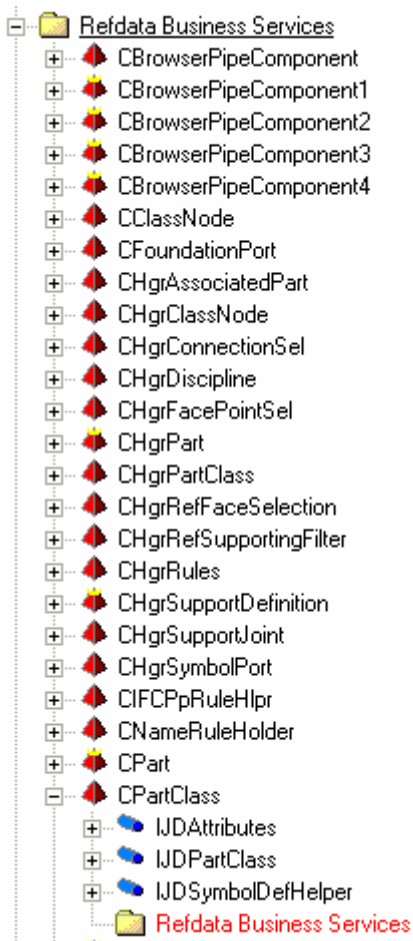 Refdata Business Services
CBrowserPipeComponent
CBrowserPipeComponent1
CBrowserPipeComponent2
CBrowserPipeComponent3
CBrowserPipeComponent4
CClassNode
CFoundationPort
CHgrAssociatedPart
CHgrClassNode
CHgrConnectionSel
CHgrDiscipline
CHgrFacePointSel
CHgrPart
CHgrPartClass
CHgrRefFaceSelection
CHgrRefSupportingFilter
CHgrRules
CHgrSupportDefinition
CHgrSupportJoint
CHgrSymbolPort
CIFCPpRuleHlpr
CNameRuleHolder
CPart
CPartClass
IJDAttributes
IJDPartClass
IJDSymbolDefHelper
Refdata Business Services